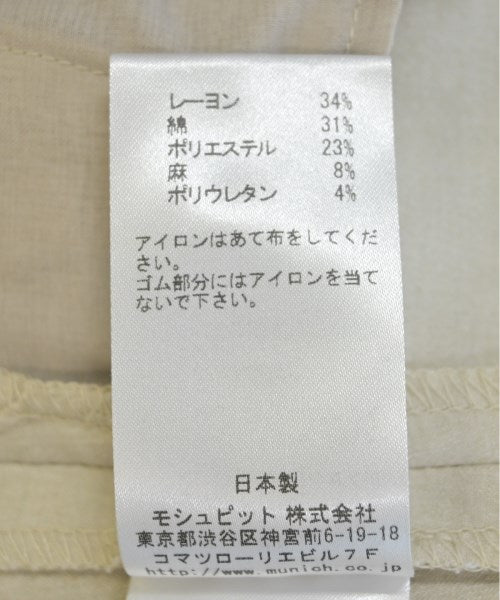 レーヨン 34%
綿 31%
ポリエステル 23%
麻 8%
ポリウレタン 4%
アイロンはあて布をしてくだ
さい。
ゴム部分にはアイロンを当て
ないで下さい。
日本製
モシュピット 株式会社
東京都渋谷区神宮前6-19-18
コマツローリエビル7F
http://www.munich.co.jp